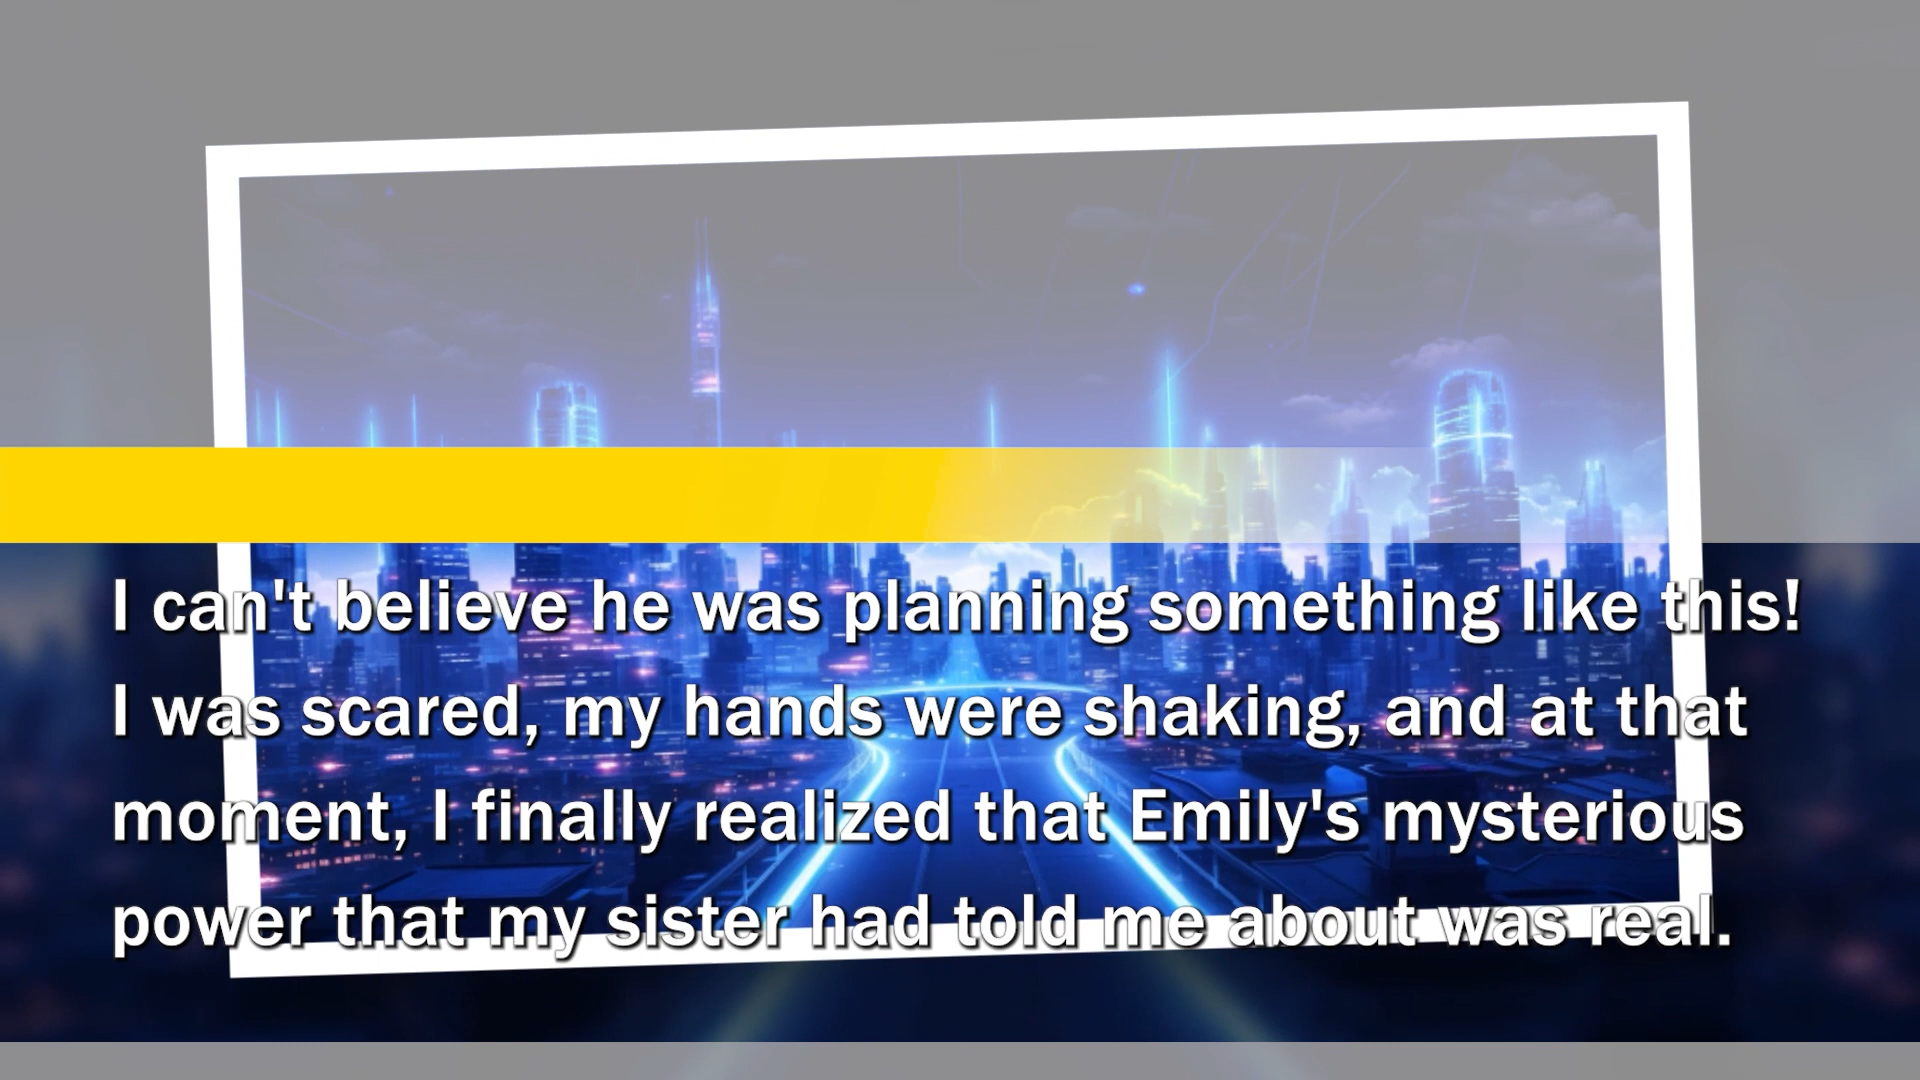 I can't believe he was planning something like this!
I was scared, my hands were shaking, and at that
moment, I finally realized that Emily's mysterious
power that my sister had told me about was real.